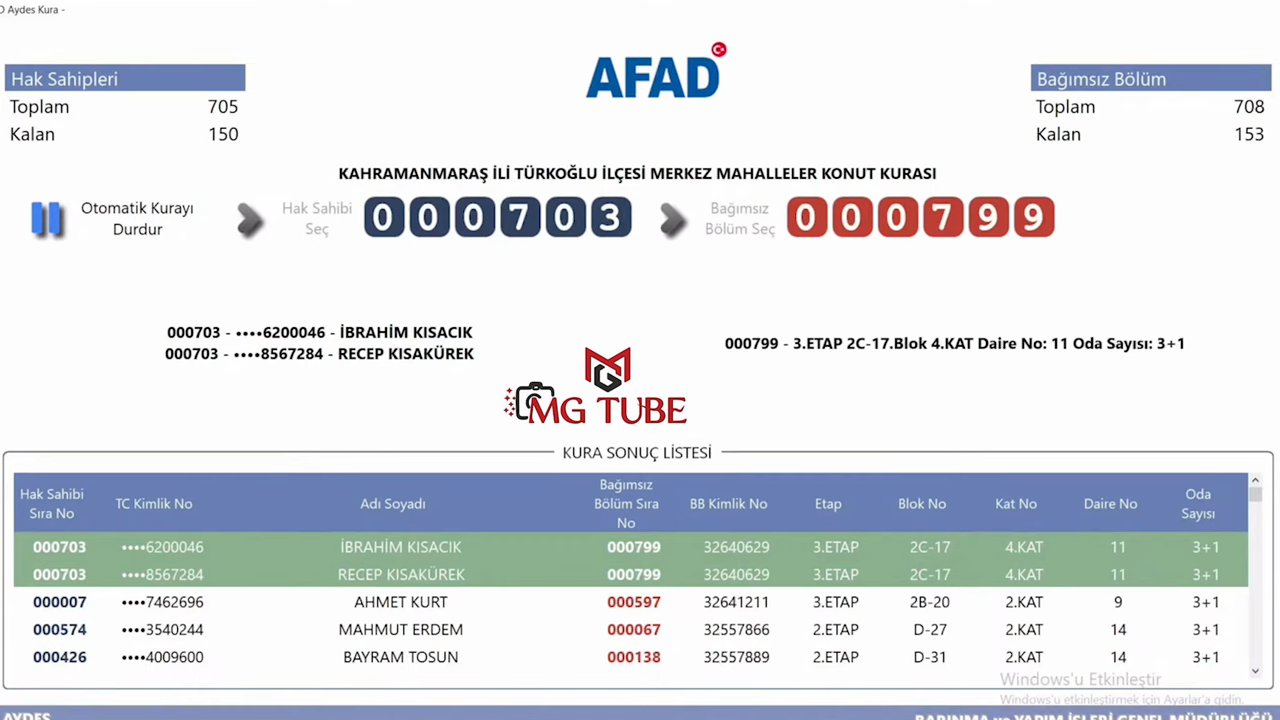 D Aydes Kura -
AFAD
Hak Sahipleri
Toplam 705
Kalan 150
Bağımsız Bölüm
Toplam 708
Kalan 153
KAHRAMANMARAŞ İLİ TÜRKOĞLU İLÇESİ MERKEZ MAHALLELER KONUT KURASI
Otomatik Kurayı
Durdur
Hak Sahibi
Seç
000703
Bağımsız
Bölüm Seç
000799
000703 - ••••6200046 - İBRAHİM KISACIK
000703 - ••••8567284 - RECEP KISAKÜREK
000799 - 3.ETAP 2C-17.Blok 4.KAT Daire No: 11 Oda Sayısı: 3+1
MG TUBE
KURA SONUÇ LİSTESİ
Hak Sahibi Sıra No TC Kimlik No Adı Soyadı Bağımsız Bölüm Sıra No BB Kimlik No Etap Blok No Kat No Daire No Oda Sayısı
000703 ••••6200046 İBRAHİM KISACIK 000799 32640629 3.ETAP 2C-17 4.KAT 11 3+1
000703 ••••8567284 RECEP KISAKÜREK 000799 32640629 3.ETAP 2C-17 4.KAT 11 3+1
000007 ••••7462696 AHMET KURT 000597 32641211 3.ETAP 2B-20 2.KAT 9 3+1
000574 ••••3540244 MAHMUT ERDEM 000067 32557866 2.ETAP D-27 2.KAT 14 3+1
000426 ••••4009600 BAYRAM TOSUN 000138 32557889 2.ETAP D-31 2.KAT 14 3+1
Windows'u Etkinleştir
Windows'u etkinleştirmek için Ayarlar'a gidin.
AYDES
BARINMA ve YAPIM İŞLERİ GENEL MÜDÜRLÜĞÜ